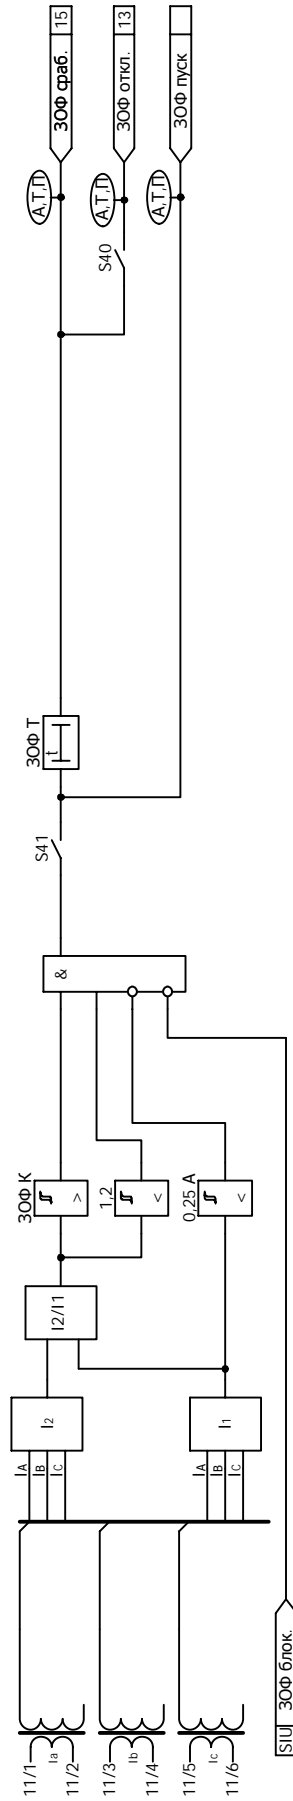 11/1
Ia
11/2
11/3
Ib
11/4
11/5
Ic
11/6
SIU ЗОФ блок.
IA
IB
IC
I2
IA
IB
IC
I1
I2/I1
ЗОФ К
>
1,2
<
0,25 А
<
&
S41
ЗОФ Т
t
S40
А,Т,П
ЗОФ сраб. 15
А,Т,П
ЗОФ откл. 13
А,Т,П
ЗОФ пуск